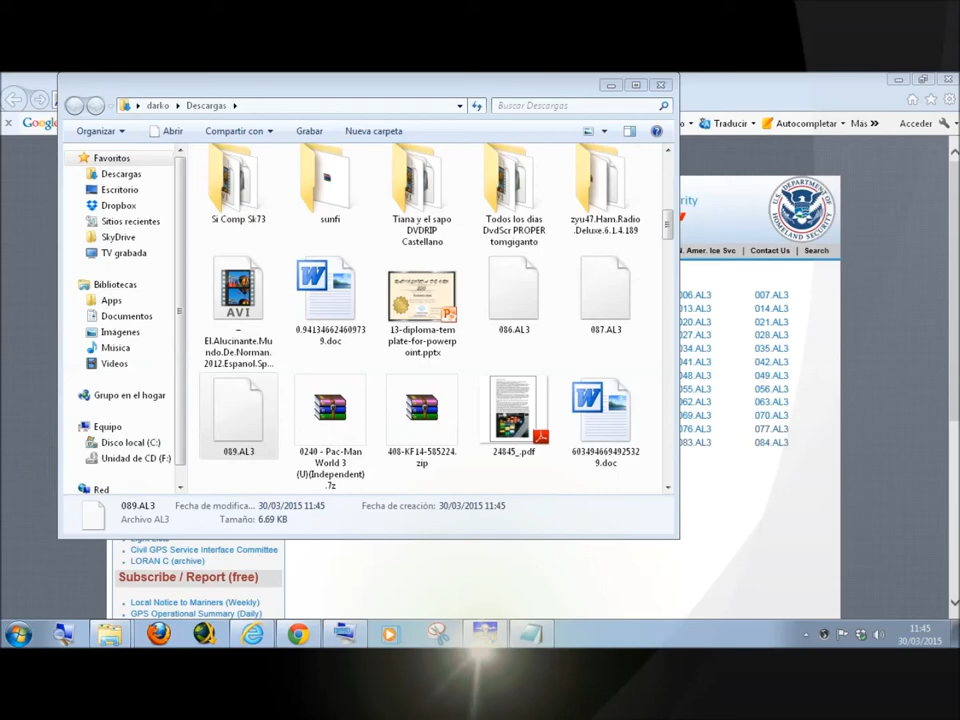 darko ▸ Descargas ▸
Buscar Descargas
Organizar
Abrir
Compartir con
Grabar
Nueva carpeta
Favoritos
Descargas
Escritorio
Dropbox
Sitios recientes
SkyDrive
TV grabada
Bibliotecas
Apps
Documentos
Imágenes
Música
Videos
Grupo en el hogar
Equipo
Disco local (C:)
Unidad de CD (F:)
Red
Si Comp Sk73
sunfi
Tiana y el sapo
DVDRIP
Castellano
Todos los dias
DvdScr PROPER
tomgiganto
zyu47.Ham.Radio
.Deluxe.6.1.4.189
AVI
–
El.Alucinante.Mu
ndo.De.Norman.
2012.Espanol.Sp...
0.94134662460973
9.doc
13-diploma-tem
plate-for-powerp
oint.pptx
086.AL3
087.AL3
089.AL3
0240 - Pac-Man
World 3
(U)(Independent)
.7z
408-KF14-585224.
zip
24845_.pdf
603494669492532
9.doc
089.AL3
Fecha de modifica... 30/03/2015 11:45
Fecha de creación: 30/03/2015 11:45
Archivo AL3
Tamaño: 6.69 KB
Google
Traducir
Autocompletar
Más »
Acceder
U.S. DEPARTMENT OF
HOMELAND SECURITY
N. Amer. Ice Svc
Contact Us
Search
006.AL3 007.AL3
013.AL3 014.AL3
020.AL3 021.AL3
027.AL3 028.AL3
034.AL3 035.AL3
041.AL3 042.AL3
048.AL3 049.AL3
055.AL3 056.AL3
062.AL3 063.AL3
069.AL3 070.AL3
076.AL3 077.AL3
083.AL3 084.AL3
Civil GPS Service Interface Committee
LORAN C (archive)
Subscribe / Report (free)
Local Notice to Mariners (Weekly)
GPS Operational Summary (Daily)
11:45
30/03/2015